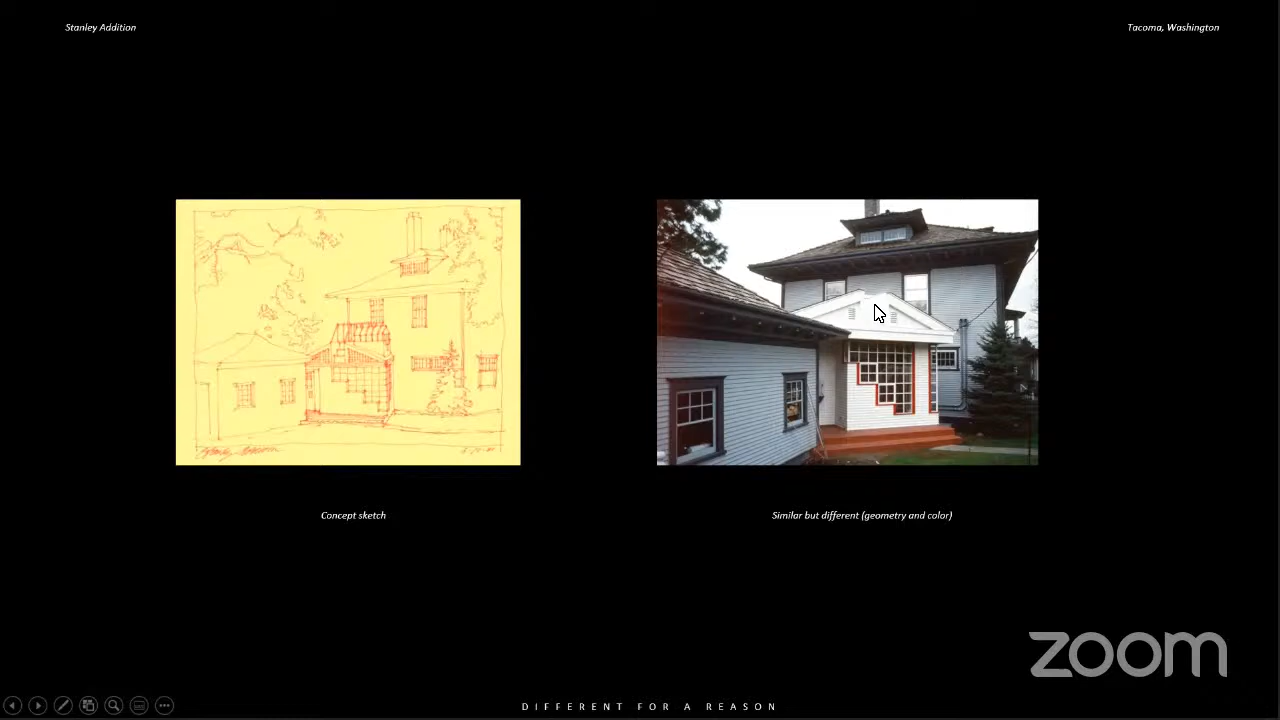 Stanley Addition
Tacoma, Washington
Concept sketch
Similar but different (geometry and color)
zoom
DIFFERENT FOR A REASON